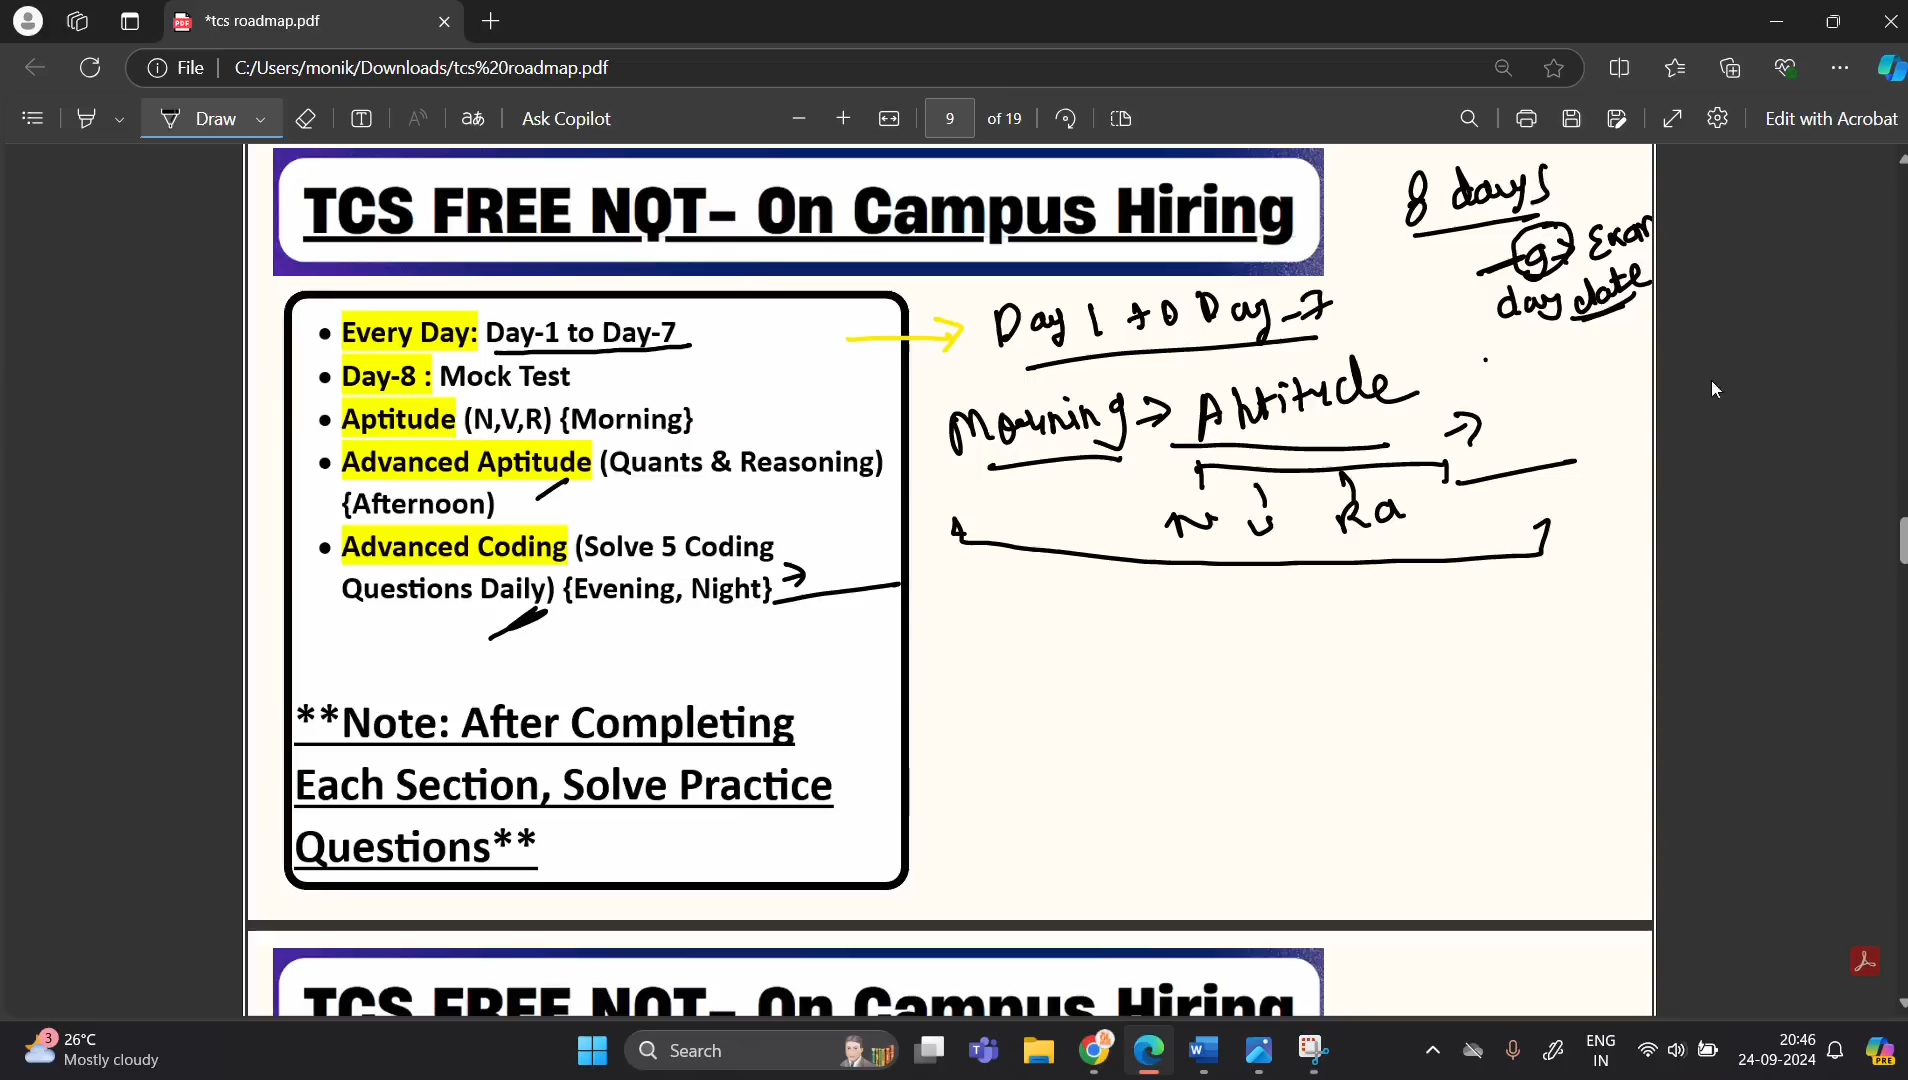 *tcs roadmap.pdf
File
C:/Users/monik/Downloads/tcs%20roadmap.pdf
Draw
Ask Copilot
9 of 19
Edit with Acrobat
TCS FREE NQT– On Campus Hiring
8 days
9 → Exam
day date
Every Day: Day-1 to Day-7
Day 1 to Day-7
Day-8 : Mock Test
Aptitude (N,V,R) {Morning}
Morning → Aptitude
Advanced Aptitude (Quants & Reasoning)
{Afternoon)
N V Ra
Advanced Coding (Solve 5 Coding
Questions Daily) {Evening, Night}
**Note: After Completing
Each Section, Solve Practice
Questions**
TCS FREE NQT– On Campus Hiring
3
26°C
Mostly cloudy
Search
ENG
IN
20:46
24-09-2024
PRE